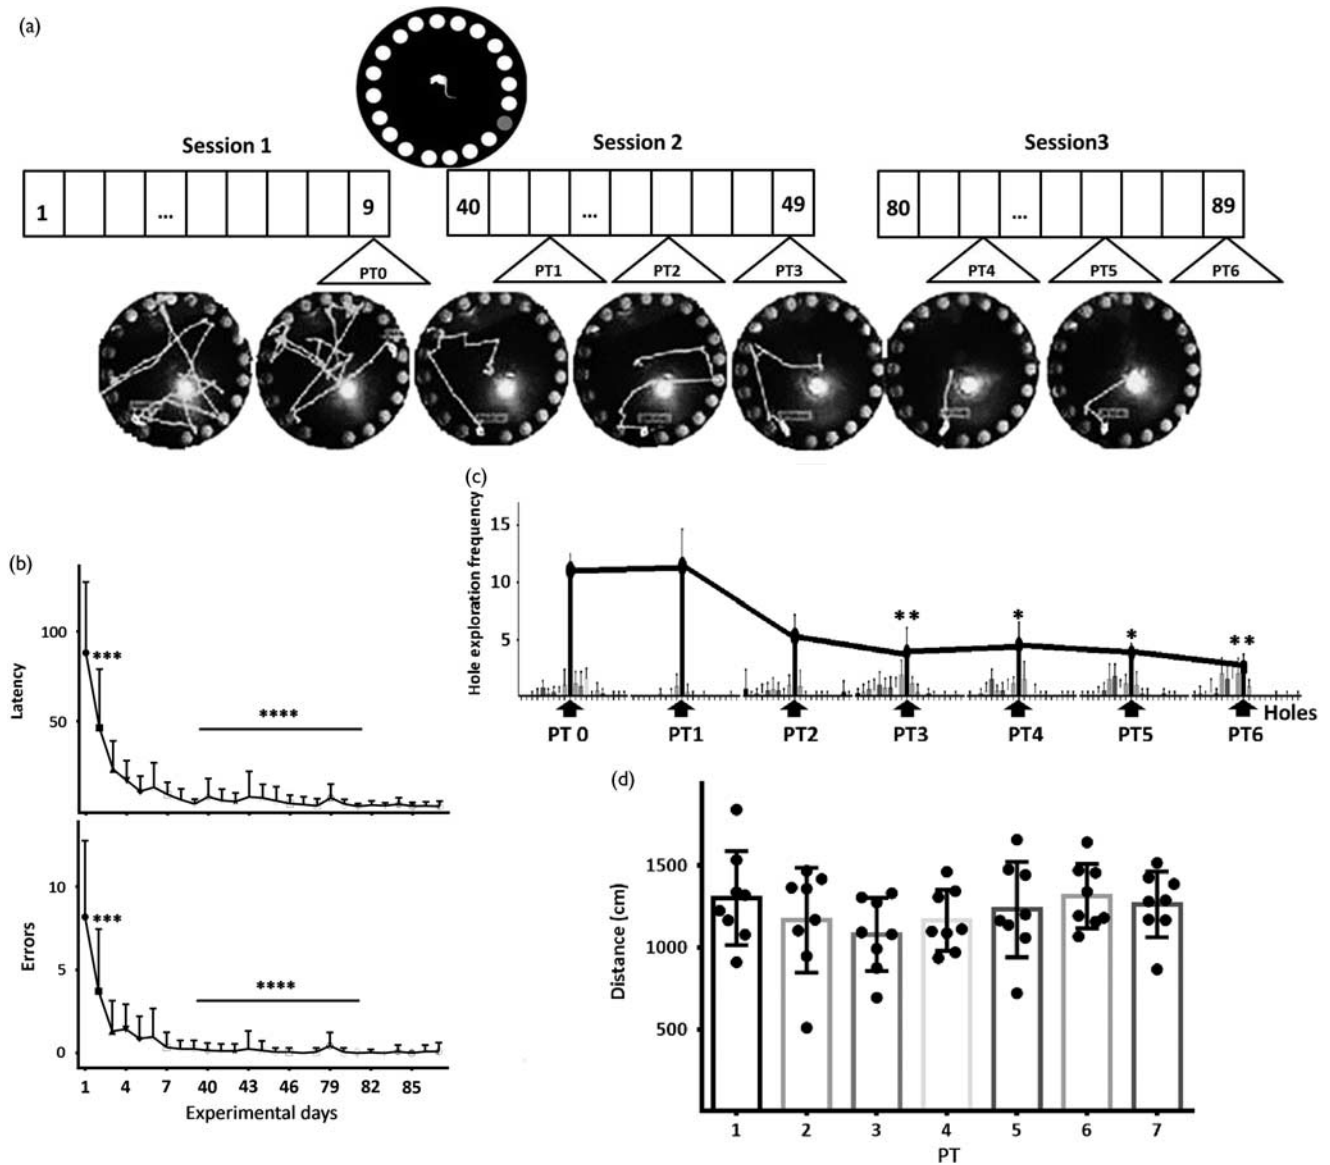 (a)
Session 1
Session 2
Session3
1 ... 9
40 ... 49
80 ... 89
PT0
PT1
PT2
PT3
PT4
PT5
PT6
(b)
Latency
100
50
***
****
Errors
10
5
0
***
****
1 4 7 40 43 46 79 82 85
Experimental days
(c)
Hole exploration frequency
15
10
5
** * * **
Holes
PT 0 PT1 PT2 PT3 PT4 PT5 PT6
(d)
Distance (cm)
1500
1000
500
1 2 3 4 5 6 7
PT